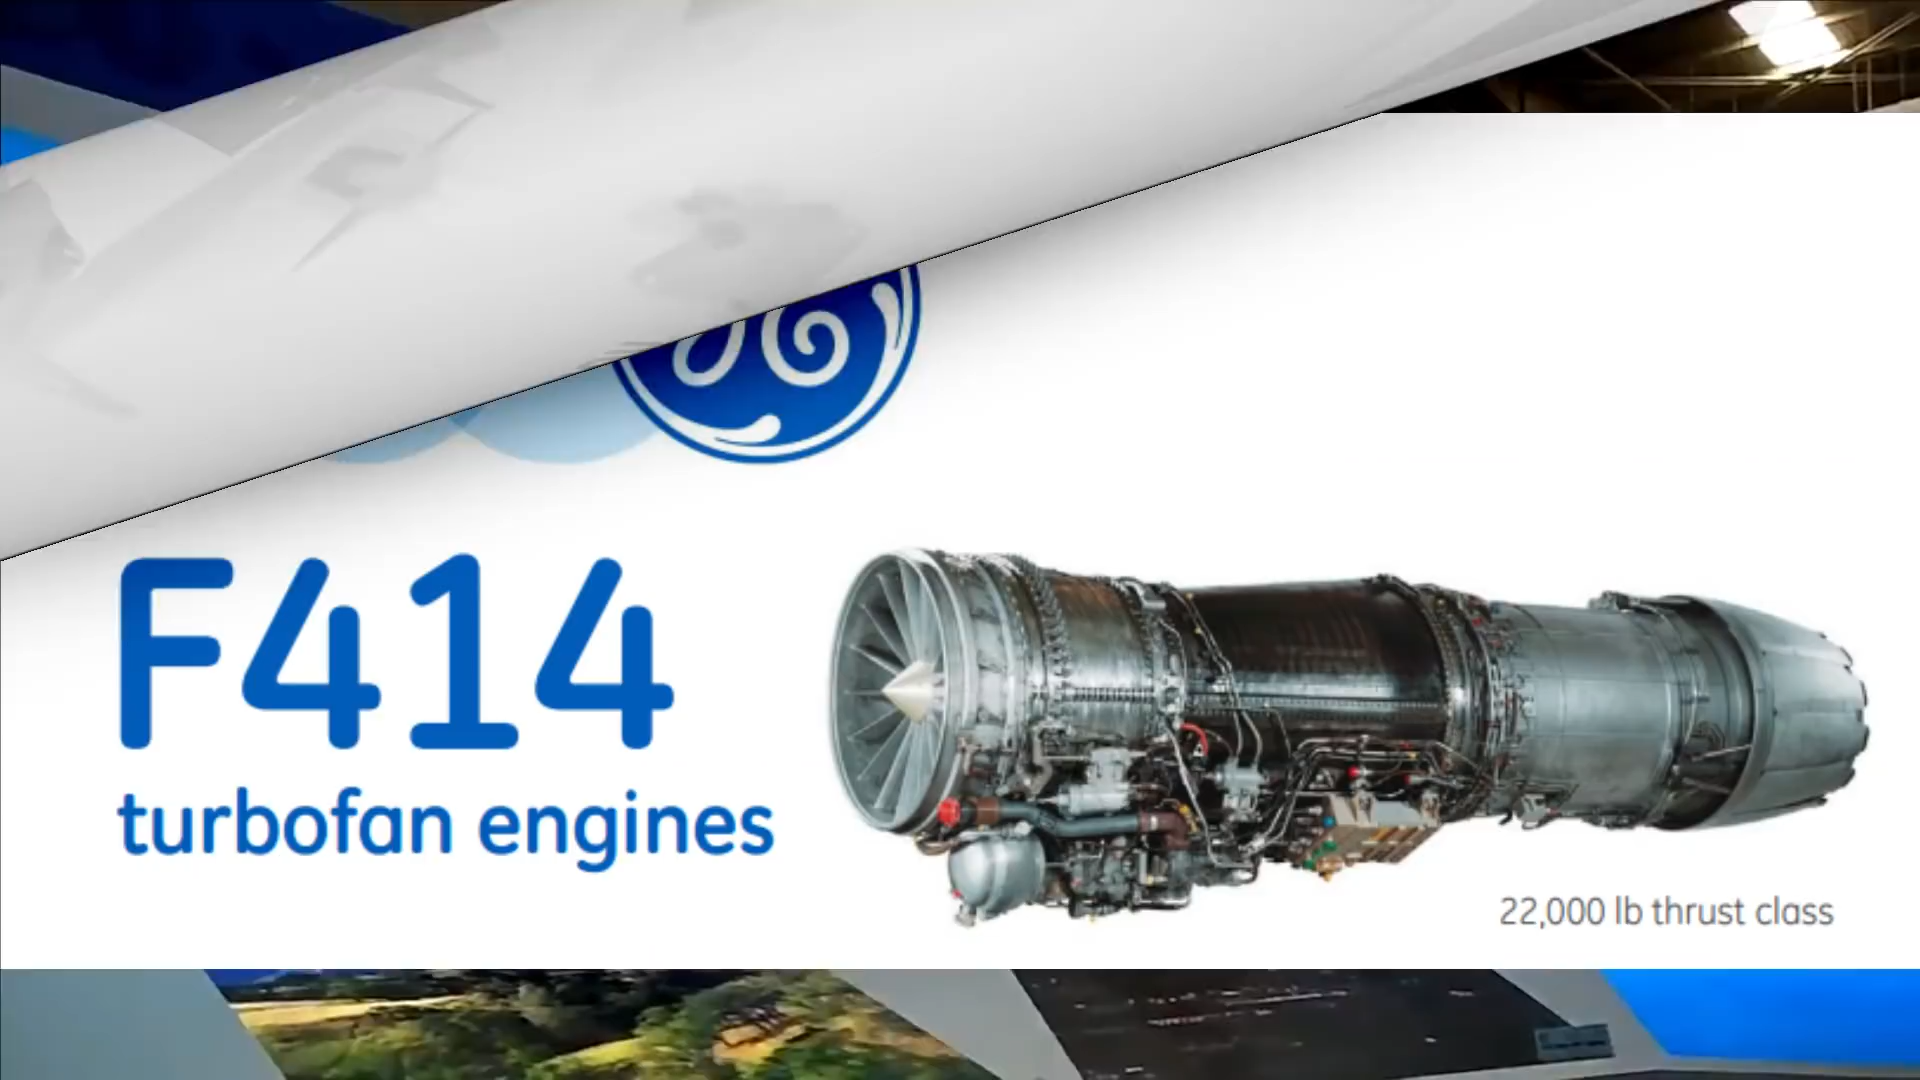 F414
turbofan engines
22,000 lb thrust class